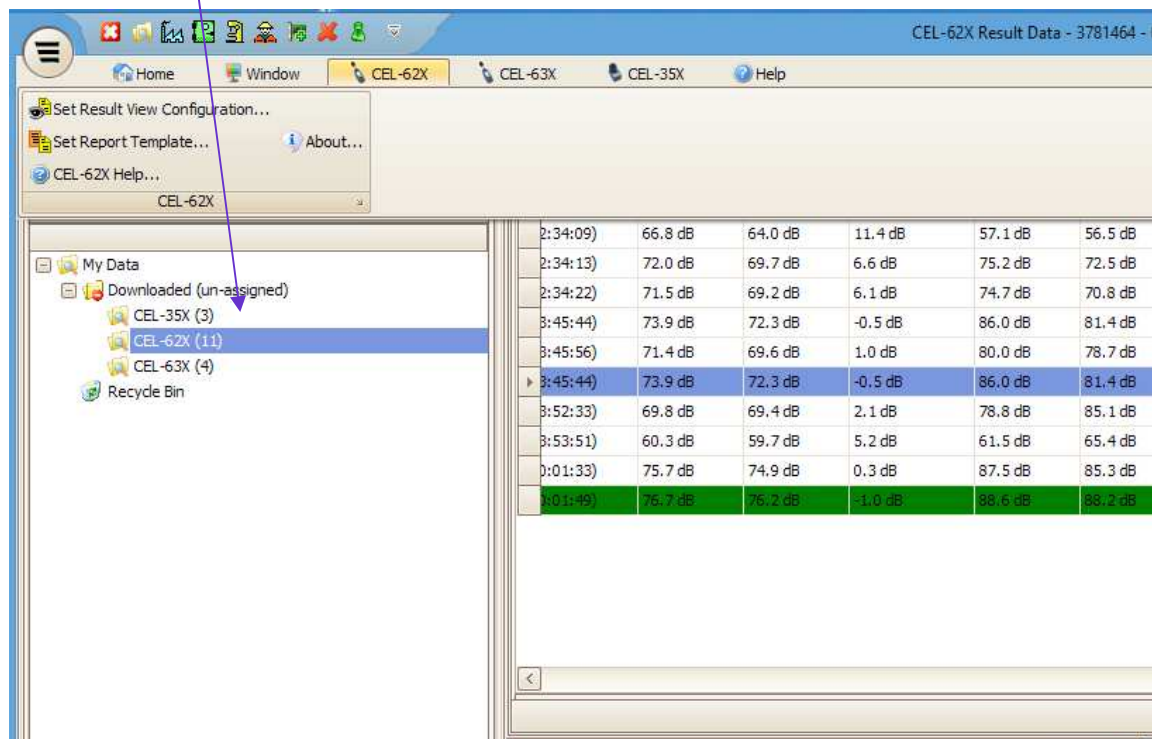 CEL-62X Result Data - 3781464 -
Home Window CEL-62X CEL-63X CEL-35X Help
Set Result View Configuration...
Set Report Template... About...
CEL-62X Help...
CEL-62X
My Data
Downloaded (un-assigned)
CEL-35X (3)
CEL-62X (11)
CEL-63X (4)
Recycle Bin
2:34:09) 66.8 dB 64.0 dB 11.4 dB 57.1 dB 56.5 dB
2:34:13) 72.0 dB 69.7 dB 6.6 dB 75.2 dB 72.5 dB
2:34:22) 71.5 dB 69.2 dB 6.1 dB 74.7 dB 70.8 dB
3:45:44) 73.9 dB 72.3 dB -0.5 dB 86.0 dB 81.4 dB
3:45:56) 71.4 dB 69.6 dB 1.0 dB 80.0 dB 78.7 dB
3:45:44) 73.9 dB 72.3 dB -0.5 dB 86.0 dB 81.4 dB
3:52:33) 69.8 dB 69.4 dB 2.1 dB 78.8 dB 85.1 dB
3:53:51) 60.3 dB 59.7 dB 5.2 dB 61.5 dB 65.4 dB
0:01:33) 75.7 dB 74.9 dB 0.3 dB 87.5 dB 85.3 dB
0:01:49) 76.7 dB 76.2 dB -1.0 dB 88.6 dB 88.2 dB